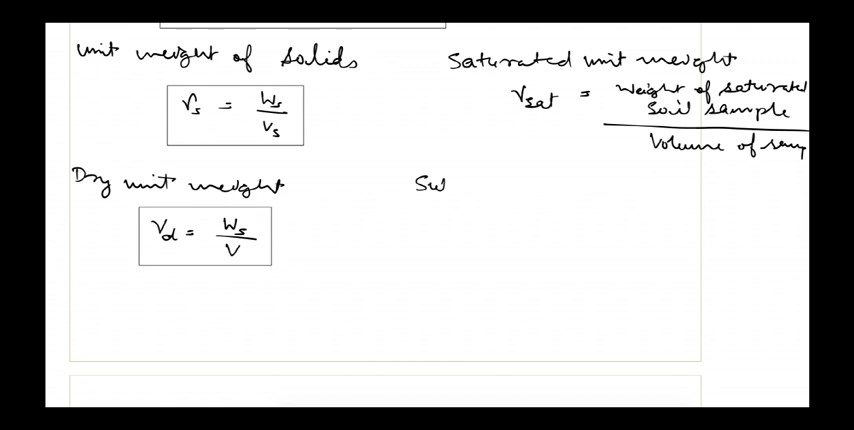 unit weight of solids
γs = Ws / Vs
Saturated unit weight
γsat = Weight of saturated
soil sample
Volume of samp
Dry unit weight
γd = Ws / V
Su